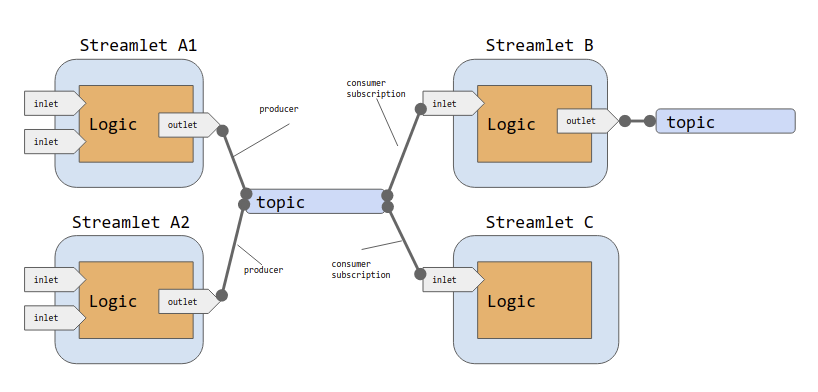 Streamlet A1
inlet
inlet
Logic
outlet
producer
Streamlet A2
inlet
inlet
Logic
outlet
producer
topic
consumer
subscription
consumer
subscription
Streamlet B
inlet
Logic
outlet
topic
Streamlet C
inlet
Logic